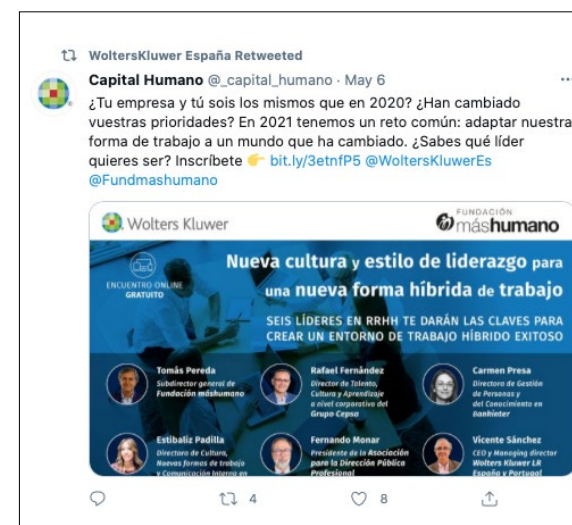 WoltersKluwer España Retweeted
Capital Humano @_capital_humano · May 6
¿Tu empresa y tú sois los mismos que en 2020? ¿Han cambiado
vuestras prioridades? En 2021 tenemos un reto común: adaptar nuestra
forma de trabajo a un mundo que ha cambiado. ¿Sabes qué líder
quieres ser? Inscríbete 👉 bit.ly/3etnfP5 @WoltersKluwerEs
@Fundmashumano
Wolters Kluwer
FUNDACIÓN
máshumano
ENCUENTRO ONLINE
GRATUITO
Nueva cultura y estilo de liderazgo para
una nueva forma híbrida de trabajo
SEIS LÍDERES EN RRHH TE DARÁN LAS CLAVES PARA
CREAR UN ENTORNO DE TRABAJO HÍBRIDO EXITOSO
Tomás Pereda
Subdirector general de
Fundación máshumano
Rafael Fernández
Director de Talento,
Cultura y Aprendizaje
a nivel corporativo del
Grupo Cepsa
Carmen Presa
Directora de Gestión
de Personas y
del Conocimiento en
Bankinter
Estibaliz Padilla
Directora de Cultura,
Nuevas formas de trabajo
y Comunicación Interna en
Fernando Monar
Presidente de la Asociación
para la Dirección Pública
Profesional
Vicente Sánchez
CEO y Managing director
Wolters Kluwer LR
España y Portugal
4
8